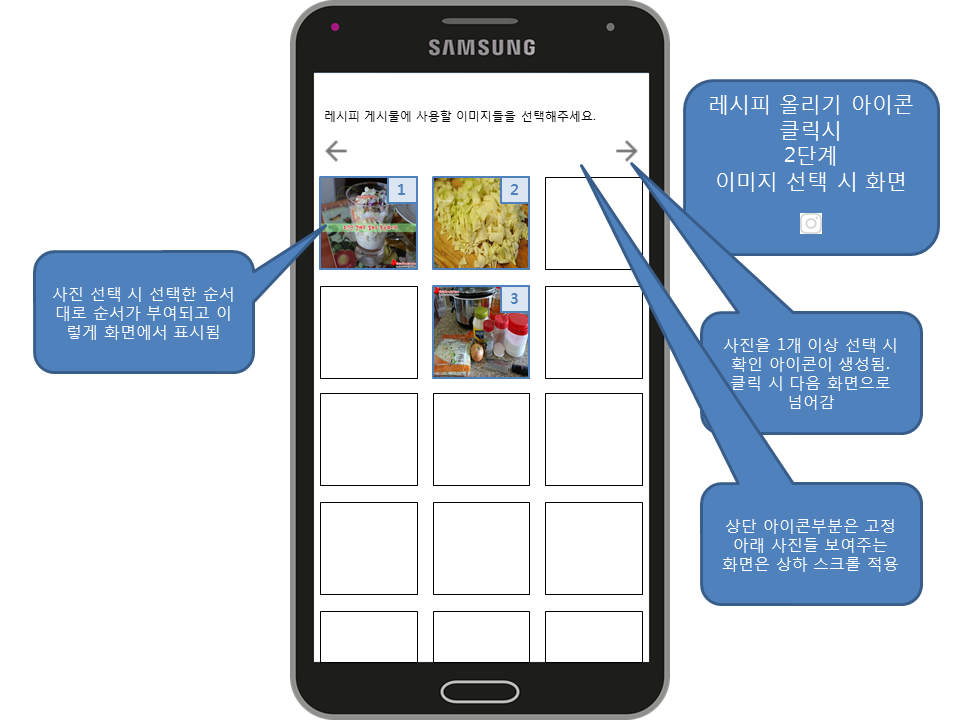 SAMSUNG
레시피 게시물에 사용할 이미지들을 선택해주세요.
1
2
3
레시피 올리기 아이콘
클릭시
2단계
이미지 선택 시 화면
사진 선택 시 선택한 순서
대로 순서가 부여되고 이
렇게 화면에서 표시됨
사진을 1개 이상 선택 시
확인 아이콘이 생성됨.
클릭 시 다음 화면으로
넘어감
상단 아이콘부분은 고정
아래 사진들 보여주는
화면은 상하 스크롤 적용